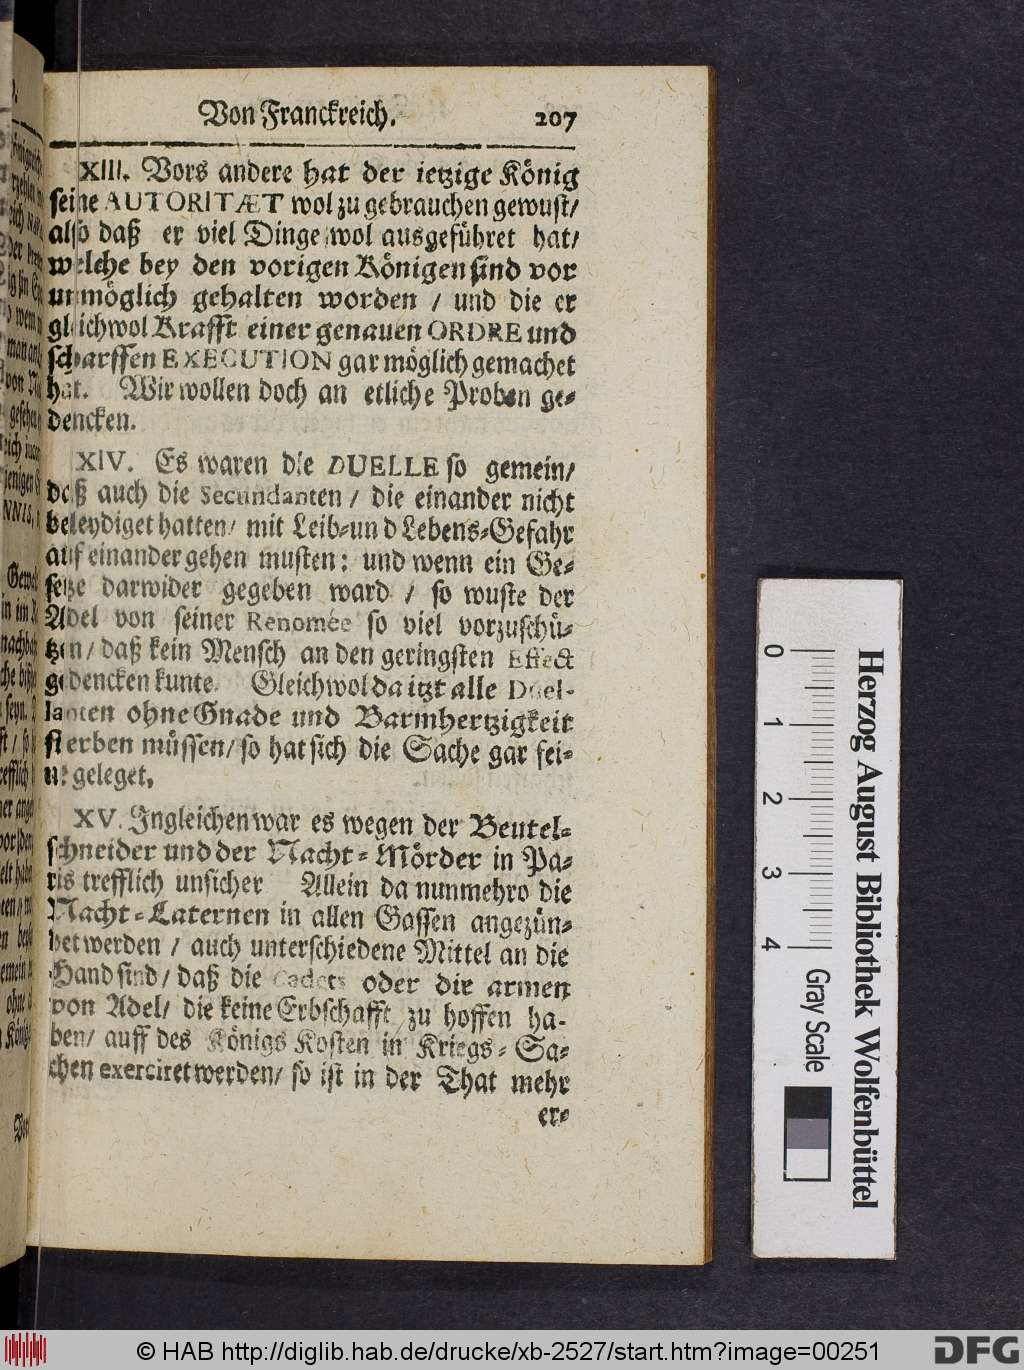 Von Franckreich. 207
XIII. Vors andere hat der ietzige König
seine AUTORITÆT wol zu gebrauchen gewust/
also daß er viel Dinge wol ausgeführet hat/
welche bey den vorigen Königen sind vor
unmöglich gehalten worden / und die er
gleichwol Krafft einer genauen ORDRE und
scharffen EXECUTION gar möglich gemachet
hat. Wir wollen doch an etliche Proben ge-
dencken.
XIV. Es waren die DUELLE so gemein/
daß auch die Secundanten / die einander nicht
beleydiget hatten/ mit Leib-und Lebens-Gefahr
auf einander gehen musten: und wenn ein Ge-
setze darwider gegeben ward / so wuste der
Adel von seiner Renomée so viel vorzuschü-
tzen/ daß kein Mensch an den geringsten Effect
gedencken kunte. Gleichwol da itzt alle Duel-
lanten ohne Gnade und Barmhertzigkeit
sterben müssen/ so hat sich die Sache gar fei-
ne geleget.
XV. Ingleichen war es wegen der Beutel-
schneider und der Nacht-Mörder in Pa-
ris trefflich unsicher Allein da nunmehro die
Nacht-Laternen in allen Gassen angezün-
det werden / auch unterschiedene Mittel an die
Hand sind/ daß die Cadets oder die armen
von Adel/ die keine Erbschafft zu hoffen ha-
ben/ auff des Königs Kosten in Kriegs-Sa-
chen exerciret werden/ so ist in der That mehr
er-
0 1 2 3 4
Gray Scale
Herzog August Bibliothek Wolfenbüttel
© HAB http://diglib.hab.de/drucke/xb-2527/start.htm?image=00251
DFG